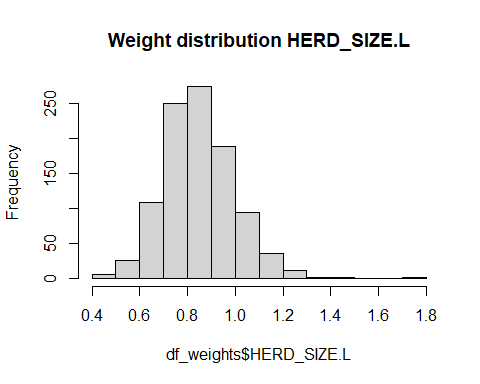 Weight distribution HERD_SIZE.L
Frequency
250
150
50
0
0.4 0.6 0.8 1.0 1.2 1.4 1.6 1.8
df_weights$HERD_SIZE.L